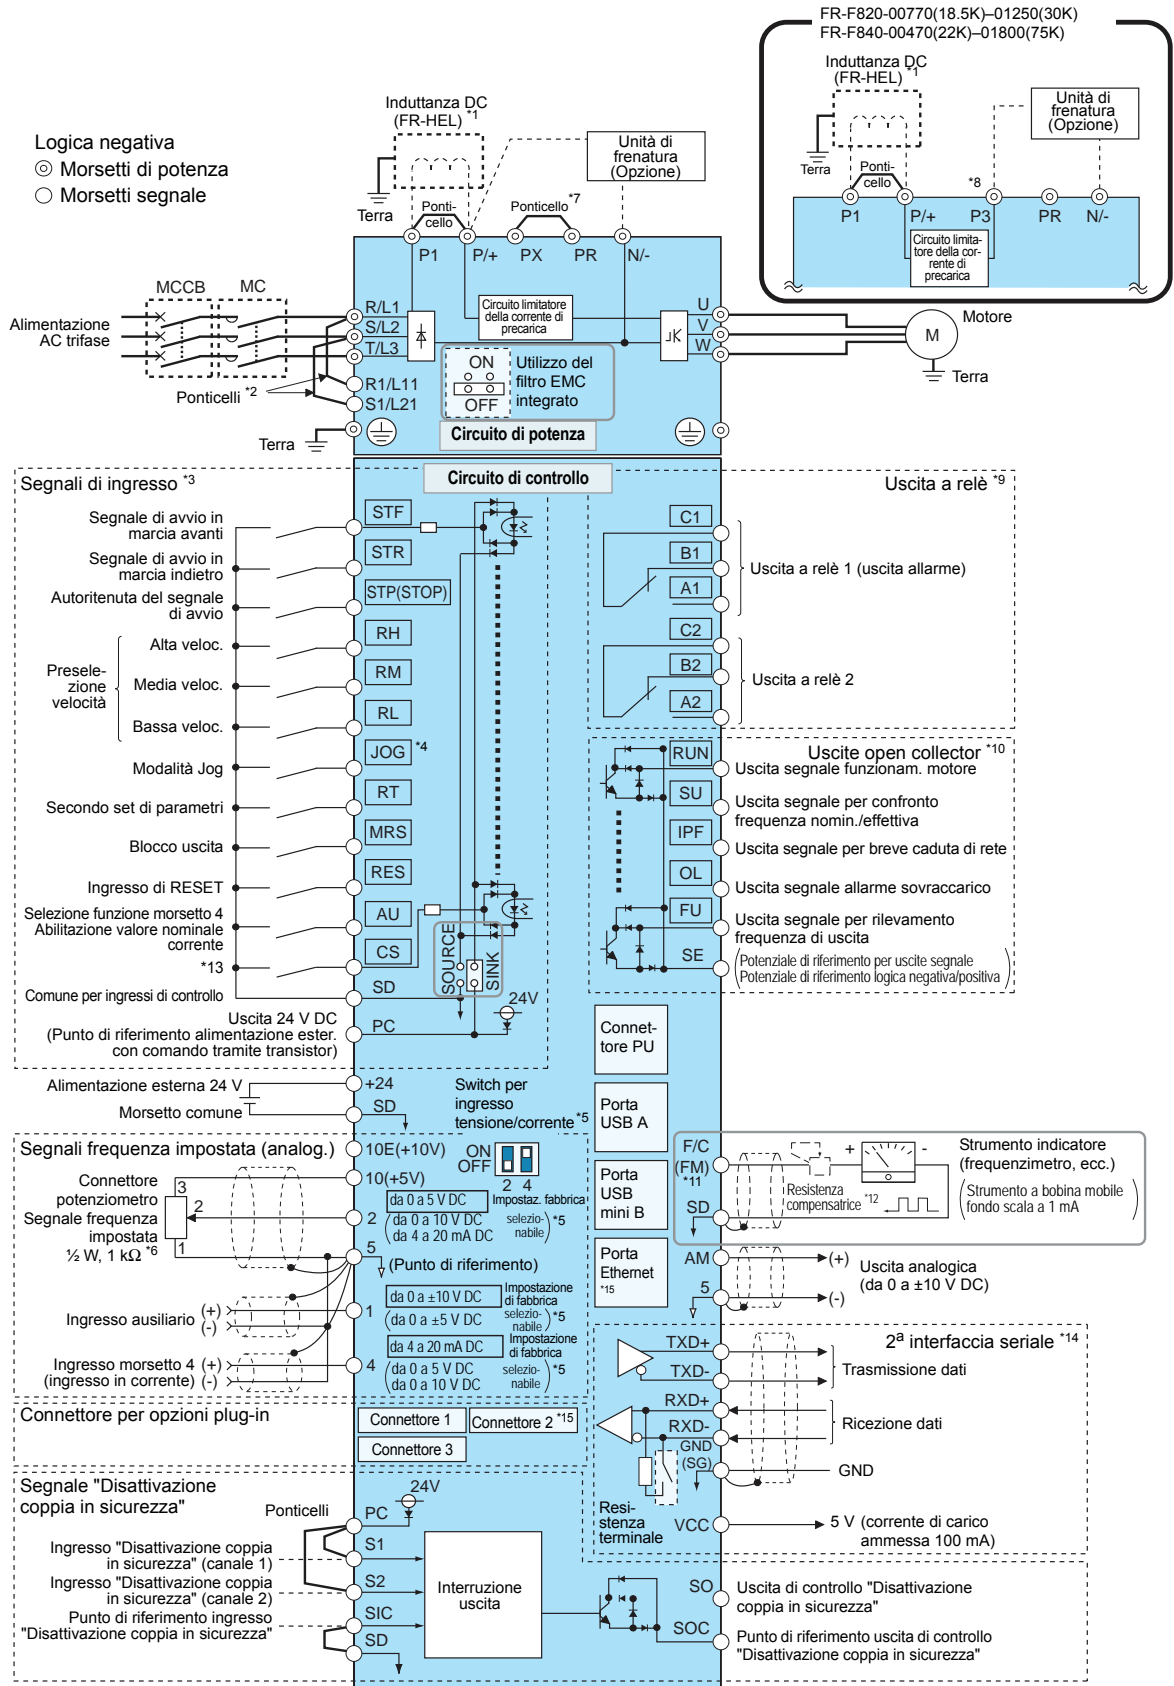 FR-F820-00770(18.5K)–01250(30K)
FR-F840-00470(22K)–01800(75K)
Induttanza DC
(FR-HEL) *1
Unità di
frenatura
(Opzione)
Terra
Ponti-
cello
*8
P1
P/+
P3
PR
N/-
Circuito limita-
tore della cor-
rente di
precarica
Logica negativa
Morsetti di potenza
Morsetti segnale
Induttanza DC
(FR-HEL) *1
Unità di
frenatura
(Opzione)
Terra
Ponti-
cello
Ponticello *7
P1
P/+
PX
PR
N/-
MCCB
MC
Alimentazione
AC trifase
R/L1
S/L2
T/L3
R1/L11
S1/L21
Ponticelli *2
Circuito limitatore
della corrente di
precarica
U
V
W
Motore
M
Terra
ON
OFF
Utilizzo del
filtro EMC
integrato
Terra
Circuito di potenza
Circuito di controllo
Segnali di ingresso *3
Segnale di avvio in
marcia avanti
STF
Segnale di avvio in
marcia indietro
STR
Autoritenuta del segnale
di avvio
STP(STOP)
Presele-
zione
velocità
Alta veloc.
RH
Media veloc.
RM
Bassa veloc.
RL
Modalità Jog
JOG *4
Secondo set di parametri
RT
Blocco uscita
MRS
Ingresso di RESET
RES
Selezione funzione morsetto 4
Abilitazione valore nominale
corrente
AU
*13
CS
SOURCE
SINK
Comune per ingressi di controllo
SD
24V
Uscita 24 V DC
(Punto di riferimento alimentazione ester.
con comando tramite transistor)
PC
Uscita a relè *9
C1
B1
A1
Uscita a relè 1 (uscita allarme)
C2
B2
A2
Uscita a relè 2
Uscite open collector *10
RUN
Uscita segnale funzionam. motore
SU
Uscita segnale per confronto
frequenza nomin./effettiva
IPF
Uscita segnale per breve caduta di rete
OL
Uscita segnale allarme sovraccarico
FU
Uscita segnale per rilevamento
frequenza di uscita
SE
(Potenziale di riferimento per uscite segnale
Potenziale di riferimento logica negativa/positiva)
Connet-
tore PU
Porta
USB A
Porta
USB
mini B
Porta
Ethernet
*15
Alimentazione esterna 24 V
+24
Morsetto comune
SD
Switch per
ingresso
tensione/corrente *5
Segnali frequenza impostata (analog.)
10E(+10V)
ON
OFF
2 4
10(+5V)
Connettore
potenziometro
Segnale frequenza
impostata
½ W, 1 kΩ *6
3
2
1
2
da 0 a 5 V DC
Impostaz. fabbrica
(da 0 a 10 V DC
da 4 a 20 mA DC
selezio-
nabile) *5
5
(Punto di riferimento)
Ingresso ausiliario (+)
(-)
1
da 0 a ±10 V DC
Impostazione
di fabbrica
(da 0 a ±5 V DC
selezio-
nabile) *5
Ingresso morsetto 4 (+)
(ingresso in corrente) (-)
4
da 4 a 20 mA DC
Impostazione
di fabbrica
(da 0 a 5 V DC
da 0 a 10 V DC
selezio-
nabile) *5
F/C
(FM)
*11
SD
+ -
Resistenza
compensatrice *12
Strumento indicatore
(frequenzimetro, ecc.)
(Strumento a bobina mobile
fondo scala a 1 mA)
AM
5
(+)
(-)
Uscita analogica
(da 0 a ±10 V DC)
2a interfaccia seriale *14
TXD+
TXD-
Trasmissione dati
RXD+
RXD-
Ricezione dati
GND
(SG)
GND
Resi-
stenza
terminale
VCC
5 V (corrente di carico
ammessa 100 mA)
Connettore per opzioni plug-in
Connettore 1
Connettore 2 *15
Connettore 3
Segnale "Disattivazione
coppia in sicurezza"
24V
Ponticelli
PC
Ingresso "Disattivazione coppia
in sicurezza" (canale 1)
S1
Ingresso "Disattivazione coppia
in sicurezza" (canale 2)
S2
Punto di riferimento ingresso
"Disattivazione coppia in sicurezza"
SIC
SD
Interruzione
uscita
SO
Uscita di controllo "Disattivazione
coppia in sicurezza"
SOC
Punto di riferimento uscita di controllo
"Disattivazione coppia in sicurezza"